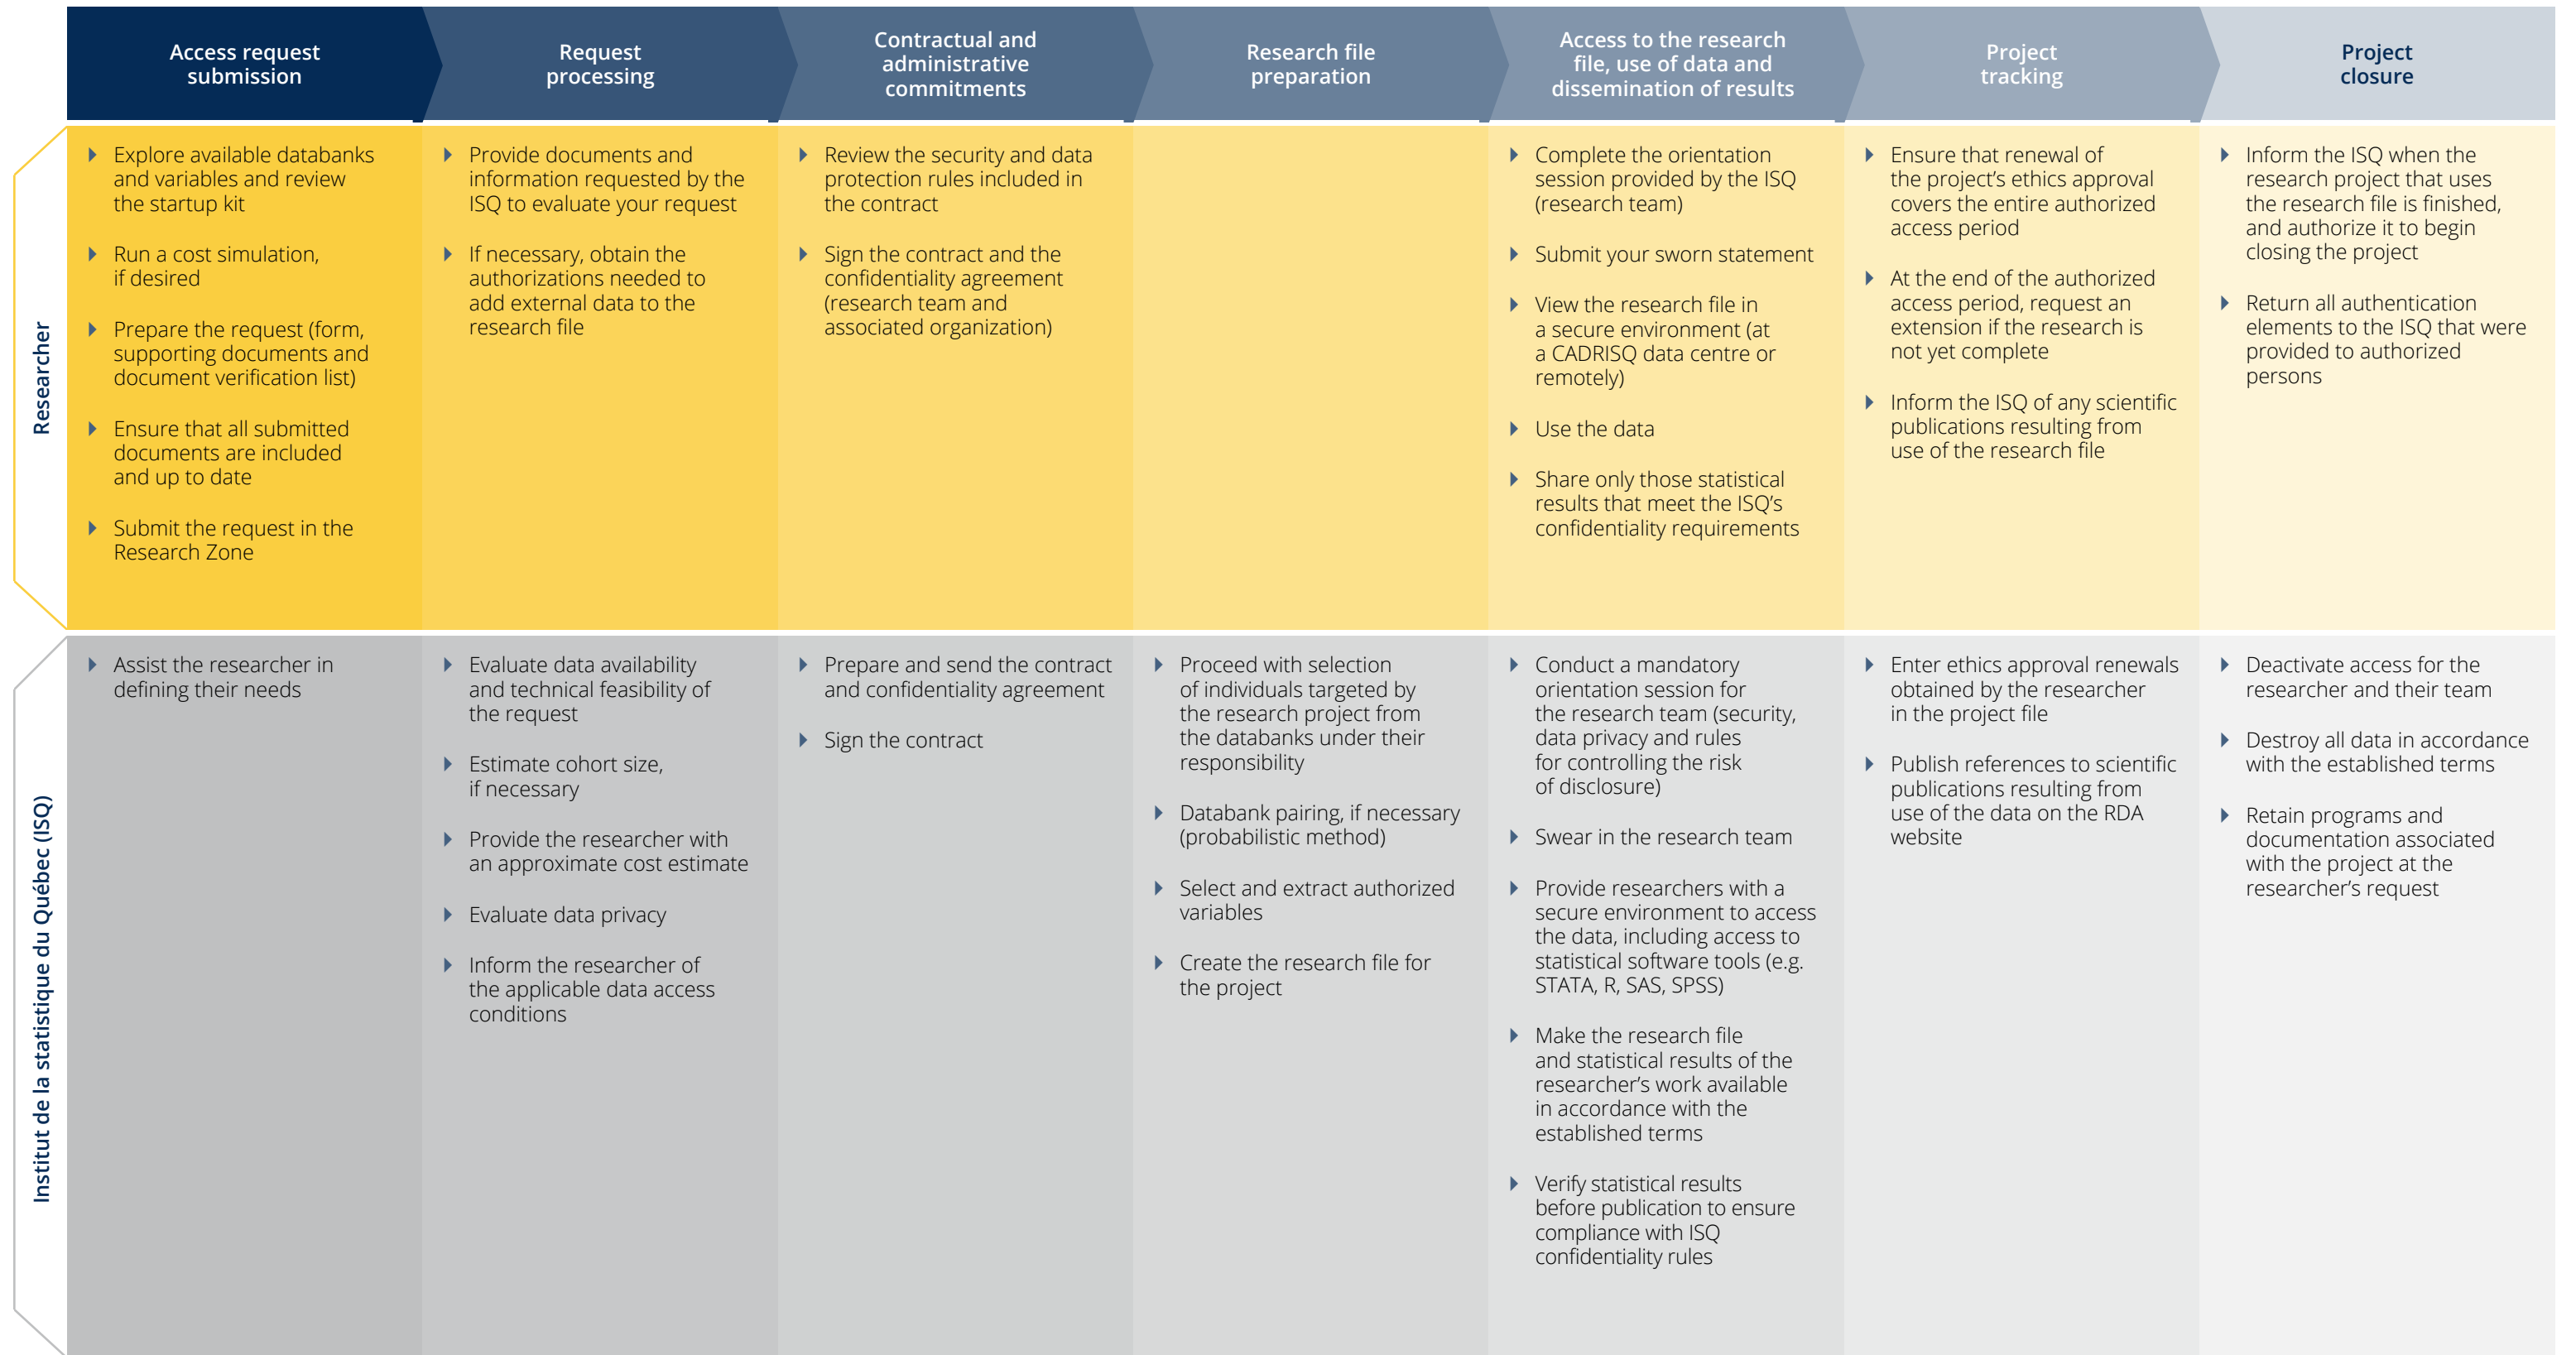 Access request
submission
Request
processing
Contractual and
administrative
commitments
Research file
preparation
Access to the research
file, use of data and
dissemination of results
Project
tracking
Project
closure
Researcher
Explore available databanks
and variables and review
the startup kit
Run a cost simulation,
if desired
Prepare the request (form,
supporting documents and
document verification list)
Ensure that all submitted
documents are included
and up to date
Submit the request in the
Research Zone
Provide documents and
information requested by the
ISQ to evaluate your request
If necessary, obtain the
authorizations needed to
add external data to the
research file
Review the security and data
protection rules included in
the contract
Sign the contract and the
confidentiality agreement
(research team and
associated organization)
Complete the orientation
session provided by the ISQ
(research team)
Submit your sworn statement
View the research file in
a secure environment (at
a CADRISQ data centre or
remotely)
Use the data
Share only those statistical
results that meet the ISQ's
confidentiality requirements
Ensure that renewal of
the project's ethics approval
covers the entire authorized
access period
At the end of the authorized
access period, request an
extension if the research is
not yet complete
Inform the ISQ of any scientific
publications resulting from
use of the research file
Inform the ISQ when the
research project that uses
the research file is finished,
and authorize it to begin
closing the project
Return all authentication
elements to the ISQ that were
provided to authorized
persons
Institut de la statistique du Québec (ISQ)
Assist the researcher in
defining their needs
Evaluate data availability
and technical feasibility of
the request
Estimate cohort size,
if necessary
Provide the researcher with
an approximate cost estimate
Evaluate data privacy
Inform the researcher of
the applicable data access
conditions
Prepare and send the contract
and confidentiality agreement
Sign the contract
Proceed with selection
of individuals targeted by
the research project from
the databanks under their
responsibility
Databank pairing, if necessary
(probabilistic method)
Select and extract authorized
variables
Create the research file for
the project
Conduct a mandatory
orientation session for
the research team (security,
data privacy and rules
for controlling the risk
of disclosure)
Swear in the research team
Provide researchers with a
secure environment to access
the data, including access to
statistical software tools (e.g.
STATA, R, SAS, SPSS)
Make the research file
and statistical results of the
researcher's work available
in accordance with the
established terms
Verify statistical results
before publication to ensure
compliance with ISQ
confidentiality rules
Enter ethics approval renewals
obtained by the researcher
in the project file
Publish references to scientific
publications resulting from
use of the data on the RDA
website
Deactivate access for the
researcher and their team
Destroy all data in accordance
with the established terms
Retain programs and
documentation associated
with the project at the
researcher's request